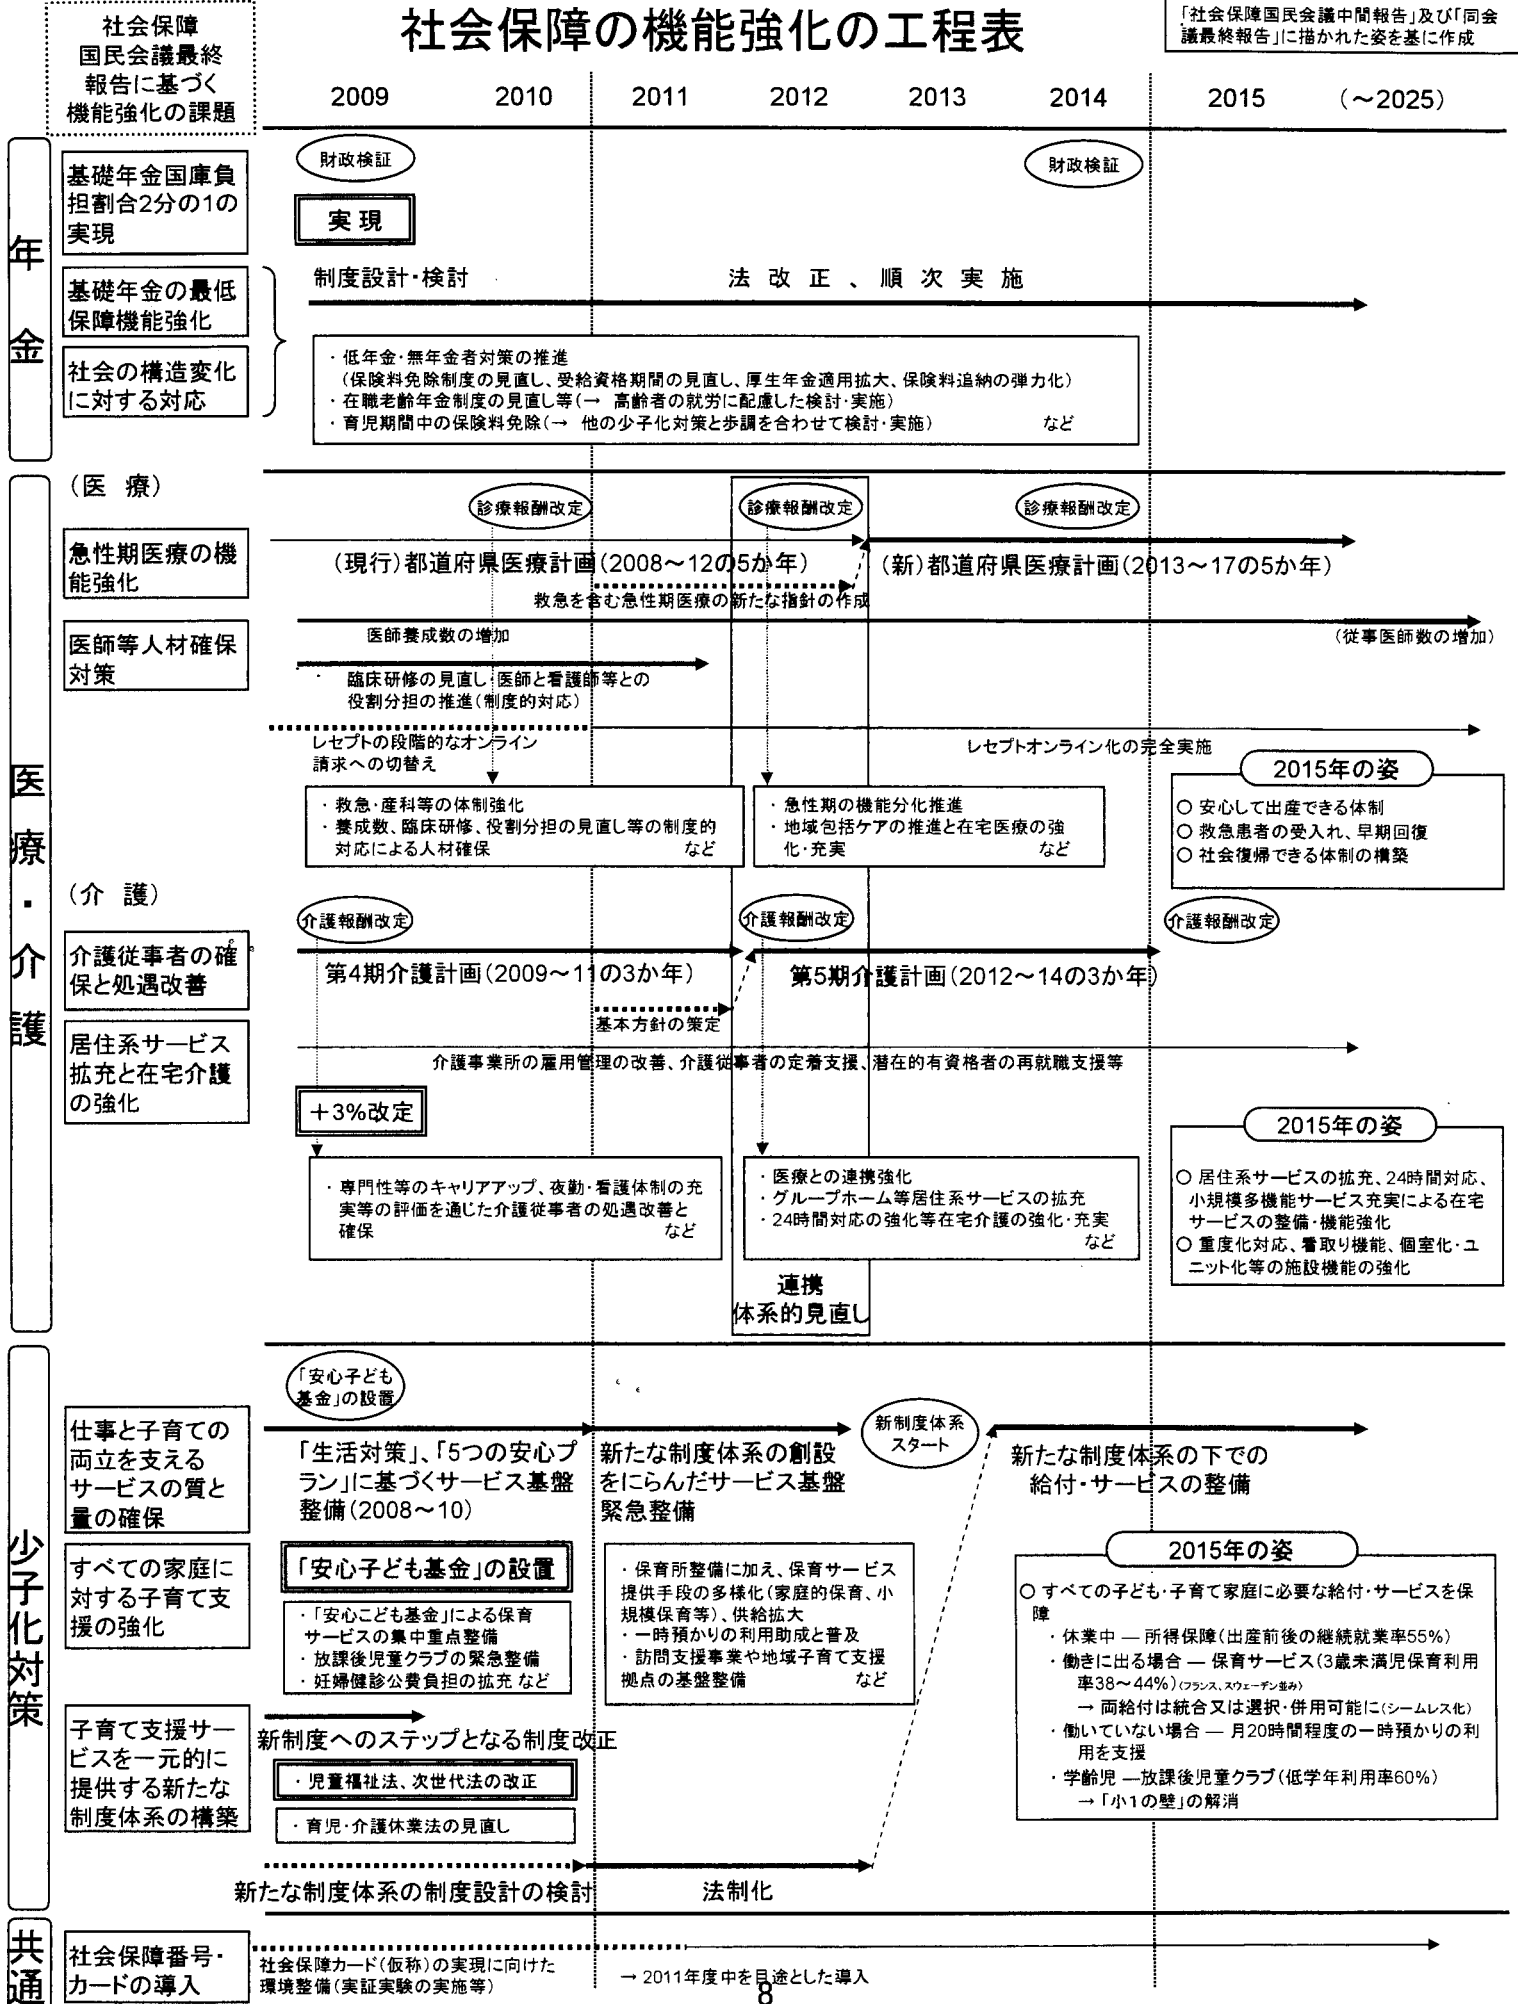 社会保障
国民会議最終
報告に基づく
機能強化の課題
社会保障の機能強化の工程表
「社会保障国民会議中間報告」及び「同会
議最終報告」に描かれた姿を基に作成
2009 2010 2011 2012 2013 2014 2015 (～2025)
年金
基礎年金国庫負
担割合2分の1の
実現
財政検証
財政検証
実現
基礎年金の最低
保障機能強化
社会の構造変化
に対する対応
制度設計・検討
法改正、順次実施
・低年金・無年金者対策の推進
(保険料免除制度の見直し、受給資格期間の見直し、厚生年金適用拡大、保険料追納の弾力化)
・在職老齢年金制度の見直し等(→ 高齢者の就労に配慮した検討・実施)
・育児期間中の保険料免除(→ 他の少子化対策と歩調を合わせて検討・実施) など
医療・介護
(医 療)
急性期医療の機
能強化
診療報酬改定
診療報酬改定
診療報酬改定
(現行)都道府県医療計画(2008～12の5か年)
(新)都道府県医療計画(2013～17の5か年)
救急を含む急性期医療の新たな指針の作成
医師等人材確保
対策
医師養成数の増加
(従事医師数の増加)
臨床研修の見直し・医師と看護師等との
役割分担の推進(制度的対応)
レセプトの段階的なオンライン
請求への切替え
レセプトオンライン化の完全実施
・救急・産科等の体制強化
・養成数、臨床研修、役割分担の見直し等の制度的
対応による人材確保 など
・急性期の機能分化推進
・地域包括ケアの推進と在宅医療の強
化・充実 など
2015年の姿
○ 安心して出産できる体制
○ 救急患者の受入れ、早期回復
○ 社会復帰できる体制の構築
(介 護)
介護従事者の確
保と処遇改善
居住系サービス
拡充と在宅介護
の強化
介護報酬改定
介護報酬改定
介護報酬改定
第4期介護計画(2009～11の3か年)
第5期介護計画(2012～14の3か年)
基本方針の策定
介護事業所の雇用管理の改善、介護従事者の定着支援、潜在的有資格者の再就職支援等
+3%改定
・専門性等のキャリアアップ、夜勤・看護体制の充
実等の評価を通じた介護従事者の処遇改善と
確保 など
・医療との連携強化
・グループホーム等居住系サービスの拡充
・24時間対応の強化等在宅介護の強化・充実
など
連携
体系的見直し
2015年の姿
○ 居住系サービスの拡充、24時間対応、
小規模多機能サービス充実による在宅
サービスの整備・機能強化
○ 重度化対応、看取り機能、個室化・ユ
ニット化等の施設機能の強化
少子化対策
仕事と子育ての
両立を支える
サービスの質と
量の確保
すべての家庭に
対する子育て支
援の強化
子育て支援サー
ビスを一元的に
提供する新たな
制度体系の構築
「安心子ども
基金」の設置
「生活対策」、「5つの安心プ
ラン」に基づくサービス基盤
整備(2008～10)
新たな制度体系の創設
をにらんだサービス基盤
緊急整備
新制度体系
スタート
新たな制度体系の下での
給付・サービスの整備
「安心子ども基金」の設置
・「安心こども基金」による保育
サービスの集中重点整備
・放課後児童クラブの緊急整備
・妊婦健診公費負担の拡充 など
・保育所整備に加え、保育サービス
提供手段の多様化(家庭的保育、小
規模保育等)、供給拡大
・一時預かりの利用助成と普及
・訪問支援事業や地域子育て支援
拠点の基盤整備 など
2015年の姿
○ すべての子ども・子育て家庭に必要な給付・サービスを保
障
・休業中 ― 所得保障(出産前後の継続就業率55%)
・働きに出る場合 ― 保育サービス(3歳未満児保育利用
率38～44%)(フランス、スウェーデン並み)
→ 両給付は統合又は選択・併用可能に(シームレス化)
・働いていない場合 ― 月20時間程度の一時預かりの利
用を支援
・学齢児 ―放課後児童クラブ(低学年利用率60%)
→「小1の壁」の解消
新制度へのステップとなる制度改正
・児童福祉法、次世代法の改正
・育児・介護休業法の見直し
新たな制度体系の制度設計の検討
法制化
共通
社会保障番号・
カードの導入
社会保障カード(仮称)の実現に向けた
環境整備(実証実験の実施等)
→ 2011年度中を目途とした導入
8